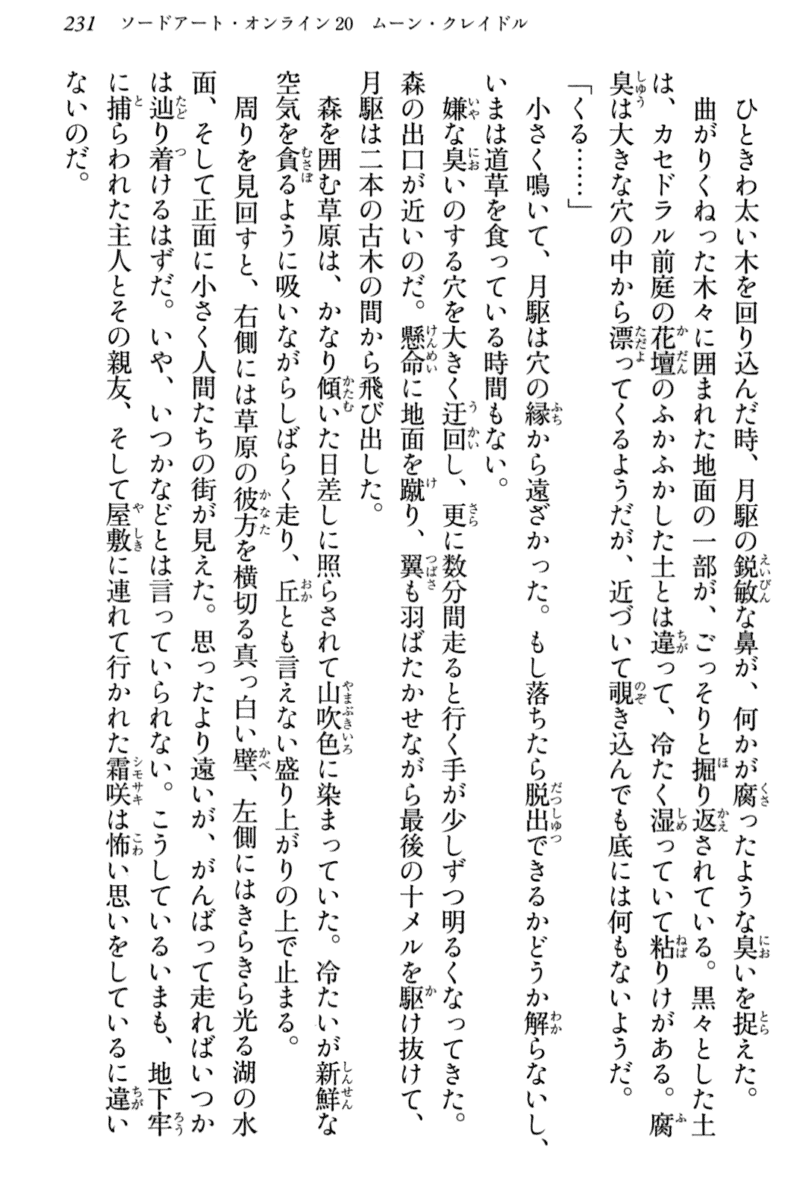 231 ソードアート・オンライン20 ムーン・クレイドル
ひときわ太い木を回り込んだ時、月駆の鋭敏な鼻が、何かが腐ったような臭いを捉えた。
曲がりくねった木々に囲まれた地面の一部が、ごっそりと掘り返されている。黒々とした土
は、カセドラル前庭の花壇のふかふかした土とは違って、冷たく湿っていて粘りけがある。腐
臭は大きな穴の中から漂ってくるようだが、近づいて覗き込んでも底には何もないようだ。
「くる……」
小さく鳴いて、月駆は穴の縁から遠ざかった。もし落ちたら脱出できるかどうか解らないし、
いまは道草を食っている時間もない。
嫌な臭いのする穴を大きく迂回し、更に数分間走ると行く手が少しずつ明るくなってきた。
森の出口が近いのだ。懸命に地面を蹴り、翼も羽ばたかせながら最後の十メルを駆け抜けて、
月駆は二本の古木の間から飛び出した。
森を囲む草原は、かなり傾いた日差しに照らされて山吹色に染まっていた。冷たいが新鮮な
空気を貪るように吸いながらしばらく走り、丘とも言えない盛り上がりの上で止まる。
周りを見回すと、右側には草原の彼方を横切る真っ白い壁、左側にはきらきら光る湖の水
面、そして正面に小さく人間たちの街が見えた。思ったより遠いが、がんばって走ればいつか
は辿り着けるはずだ。いや、いつかなどとは言っていられない。こうしているいまも、地下牢
に捕らわれた主人とその親友、そして屋敷に連れて行かれた霜咲は怖い思いをしているに違い
ないのだ。